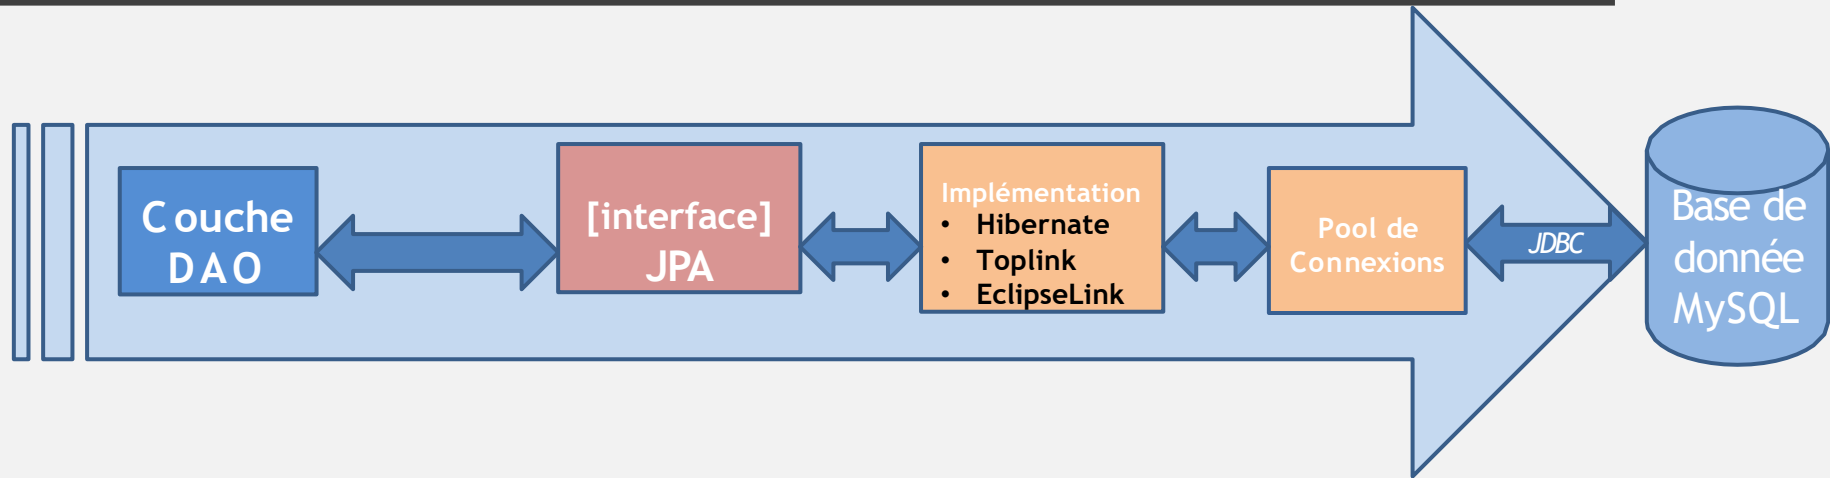 Couche
DAO
[interface]
JPA
Implémentation
• Hibernate
• Toplink
• EclipseLink
Pool de
Connexions
JDBC
Base de
donnée
MySQL